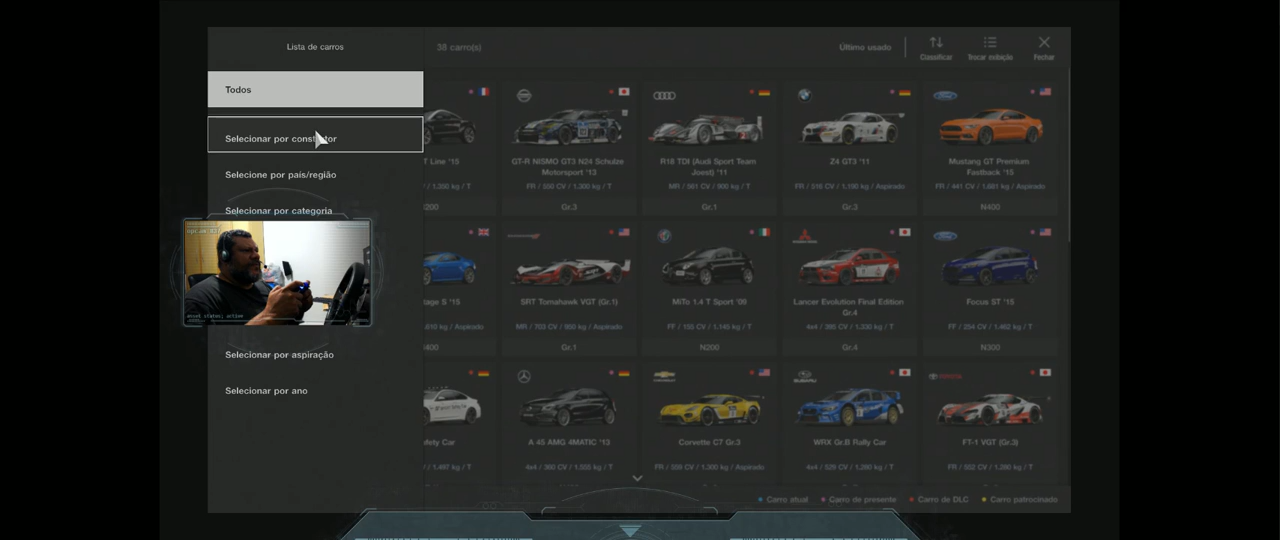 Lista de carros
38 carro(s)
Último usado
Classificar
Trocar exibição
Fechar
Todos
Selecionar por construtor
Selecione por país/região
Selecionar por categoria
Selecionar por aspiração
Selecionar por ano
T Line '15
/ 1,350 kg / T
GT-R NISMO GT3 N24 Schulze
Motorsport '13
FR / 550 CV / 1,300 kg / T
Gr.3
R18 TDI (Audi Sport Team
Joest) '11
MR / 561 CV / 900 kg / T
Gr.1
Z4 GT3 '11
FR / 516 CV / 1,190 kg / Aspirado
Gr.3
Mustang GT Premium
Fastback '15
FR / 441 CV / 1,681 kg / Aspirado
N400
S '15
SRT Tomahawk VGT (Gr.1)
Gr.1
MiTo 1.4 T Sport '09
FF / 155 CV / 1,145 kg / T
N200
Lancer Evolution Final Edition
Gr.4
4x4 / 395 CV / 1,330 kg / T
Gr.4
Focus ST '15
FF / 254 CV / 1,462 kg / T
N300
Car
/ 1,497 kg / T
A 45 AMG 4MATIC '13
4x4 / 360 CV / 1,555 kg / T
Corvette C7 Gr.3
FR / 559 CV / 1,300 kg / Aspirado
WRX Gr.B Rally Car
FT-1 VGT (Gr.3)
FR / 552 CV / 1,280 kg / T
Carro atual
Carro de presente
Carro de DLC
Carro patrocinado